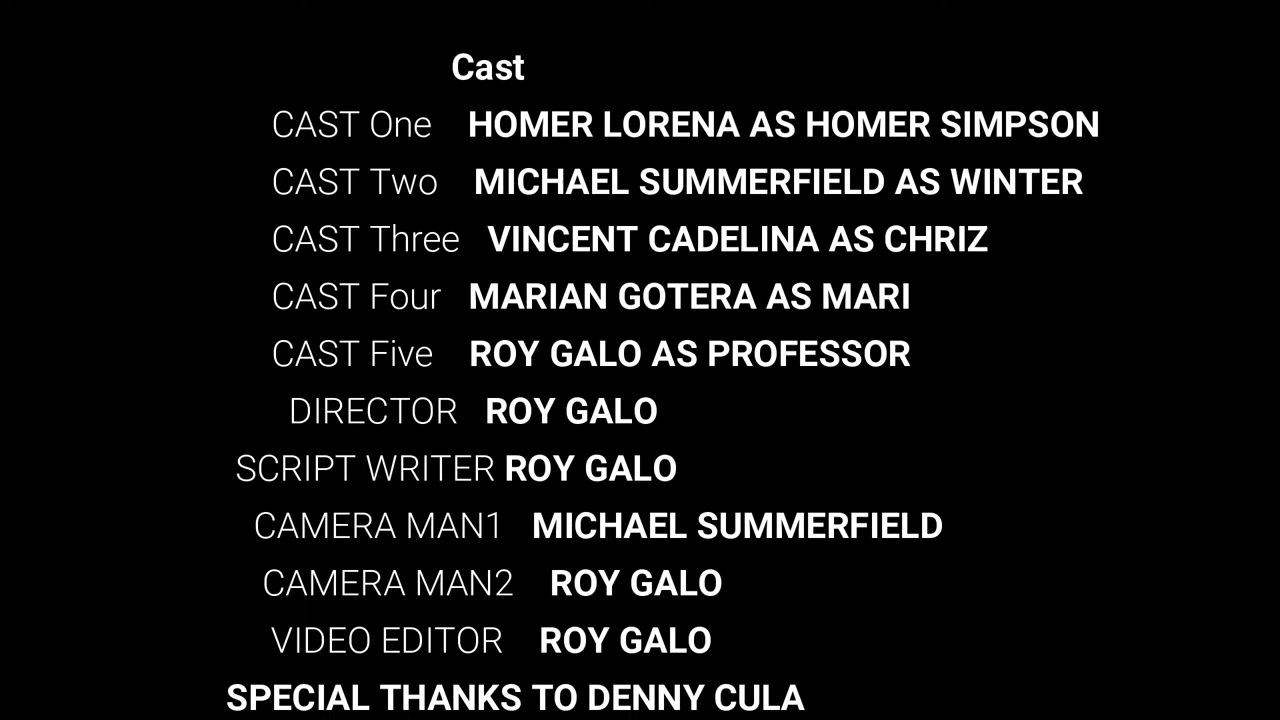 Cast
CAST One HOMER LORENA AS HOMER SIMPSON
CAST Two MICHAEL SUMMERFIELD AS WINTER
CAST Three VINCENT CADELINA AS CHRIZ
CAST Four MARIAN GOTERA AS MARI
CAST Five ROY GALO AS PROFESSOR
DIRECTOR ROY GALO
SCRIPT WRITER ROY GALO
CAMERA MAN1 MICHAEL SUMMERFIELD
CAMERA MAN2 ROY GALO
VIDEO EDITOR ROY GALO
SPECIAL THANKS TO DENNY CULA